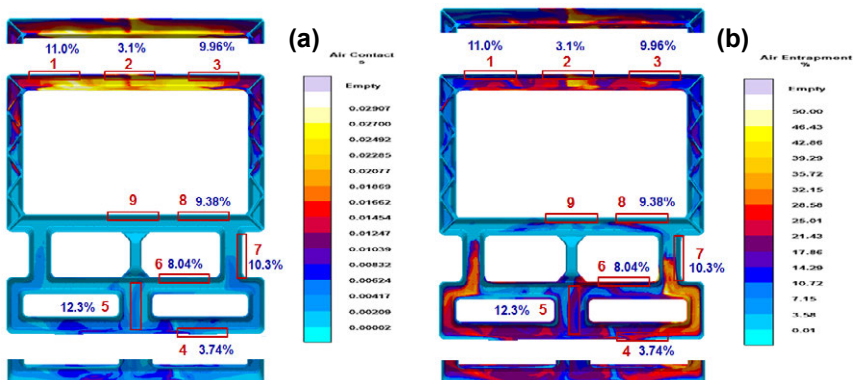 (a)
11.0% 3.1% 9.96%
1 2 3
9 8 9.38%
7
6 8.04% 10.3%
12.3% 5
4 3.74%
Air Contact
s
Empty
0.02907
0.02700
0.02492
0.02285
0.02077
0.01869
0.01662
0.01454
0.01247
0.01039
0.00832
0.00624
0.00417
0.00209
0.00002
(b)
11.0% 3.1% 9.96%
1 2 3
9 8 9.38%
7
6 8.04% 10.3%
12.3% 5
4 3.74%
Air Entrapment
%
Empty
50.00
46.43
42.86
39.29
35.72
32.15
28.58
25.01
21.43
17.86
14.29
10.72
7.15
3.58
0.01